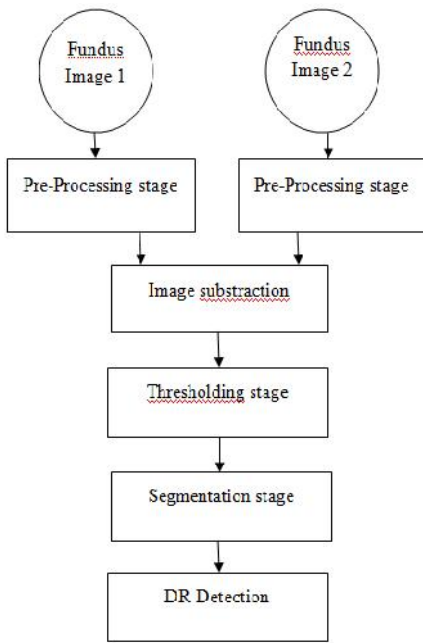 Fundus
Image 1
Fundus
Image 2
Pre-Processing stage
Pre-Processing stage
Image substraction
Thresholding stage
Segmentation stage
DR Detection